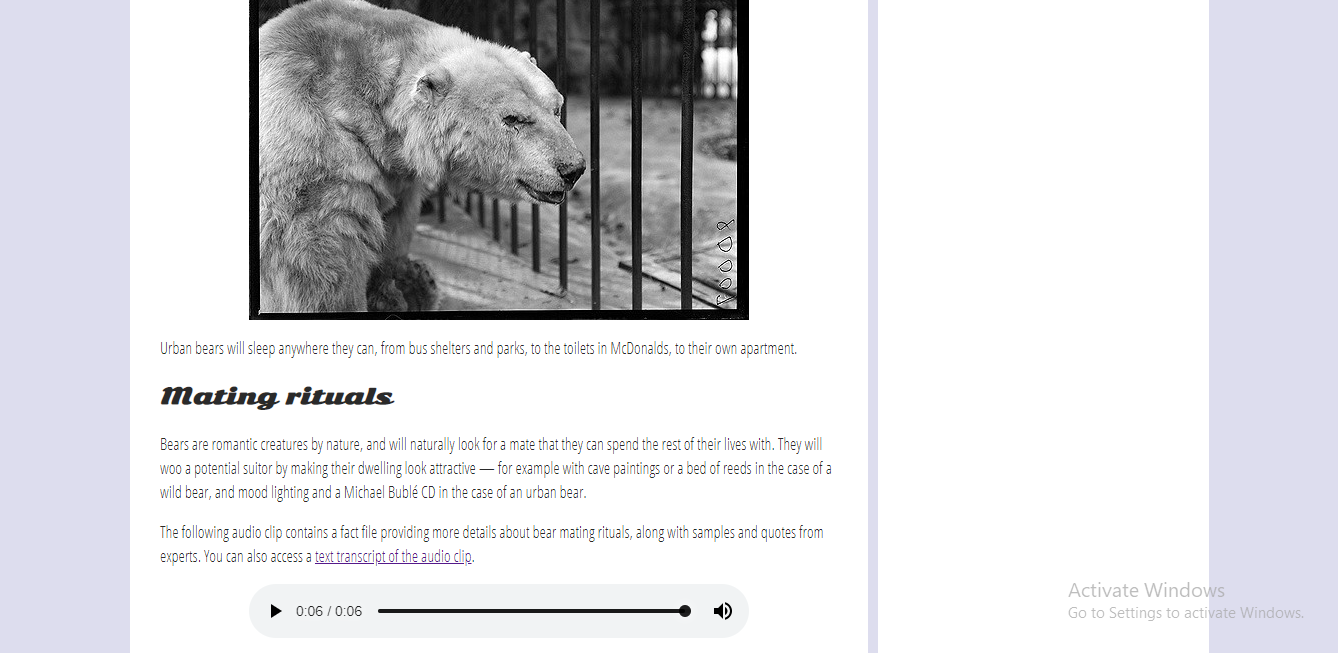 Urban bears will sleep anywhere they can, from bus shelters and parks, to the toilets in McDonalds, to their own apartment.
Mating rituals
Bears are romantic creatures by nature, and will naturally look for a mate that they can spend the rest of their lives with. They will
woo a potential suitor by making their dwelling look attractive — for example with cave paintings or a bed of reeds in the case of a
wild bear, and mood lighting and a Michael Bublé CD in the case of an urban bear.
The following audio clip contains a fact file providing more details about bear mating rituals, along with samples and quotes from
experts. You can also access a text transcript of the audio clip.
0:06 / 0:06
Activate Windows
Go to Settings to activate Windows.